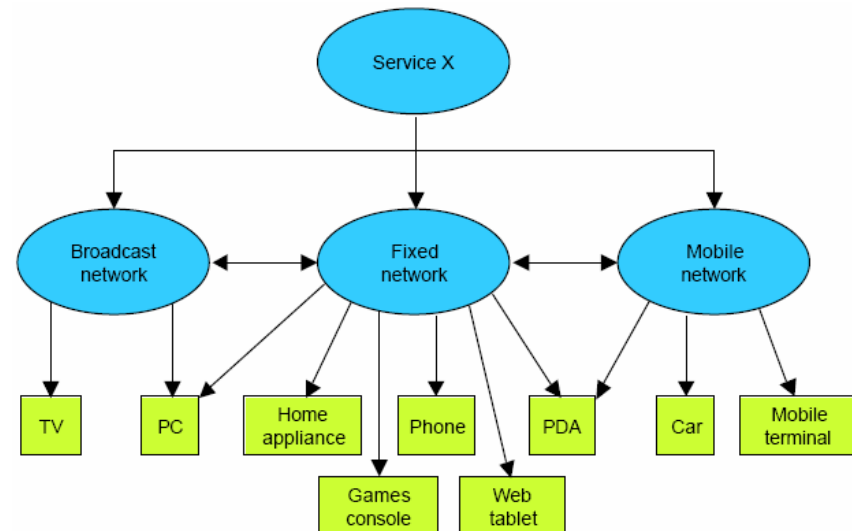 Service X
Broadcast
network
Fixed
network
Mobile
network
TV
PC
Home
appliance
Phone
PDA
Car
Mobile
terminal
Games
console
Web
tablet